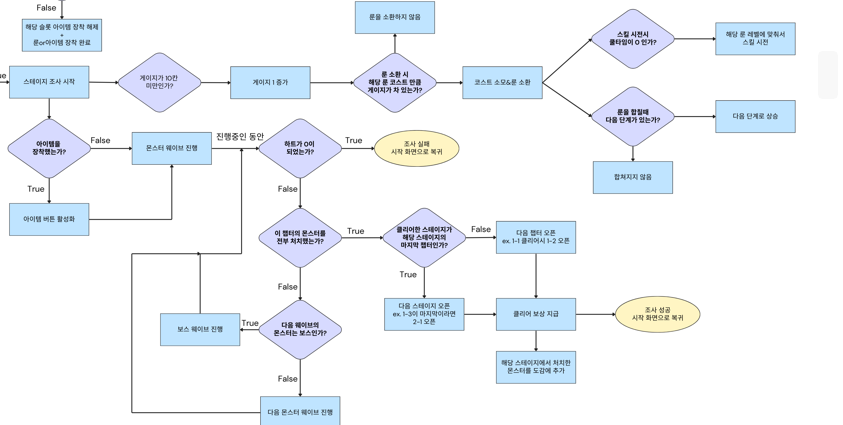 False
해당 슬롯 아이템 장착 해제
+
룬or아이템 장착 완료
룬을 소환하지 않음
스테이지 조사 시작
게이지가 10칸
미만인가?
게이지 1 증가
룬 소환 시
해당 룬 코스트 만큼
게이지가 차 있는가?
코스트 소모&룬 소환
스킬 시전시
쿨타임이 0 인가?
해당 룬 레벨에 맞춰서
스킬 시전
룬을 합칠때
다음 단계가 있는가?
다음 단계로 상승
합쳐지지 않음
아이템을
장착했는가?
False
True
아이템 버튼 활성화
몬스터 웨이브 진행
진행중인 동안
하트가 0이
되었는가?
True
조사 실패
시작 화면으로 복귀
False
이 챕터의 몬스터를
전부 처치했는가?
True
클리어한 스테이지가
해당 스테이지의
마지막 챕터인가?
False
다음 챕터 오픈
ex. 1-1 클리어시 1-2 오픈
True
다음 스테이지 오픈
ex. 1-3이 마지막이라면
2-1 오픈
클리어 보상 지급
조사 성공
시작 화면으로 복귀
해당 스테이지에서 처치한
몬스터를 도감에 추가
False
다음 웨이브의
몬스터는 보스인가?
True
보스 웨이브 진행
False
다음 몬스터 웨이브 진행